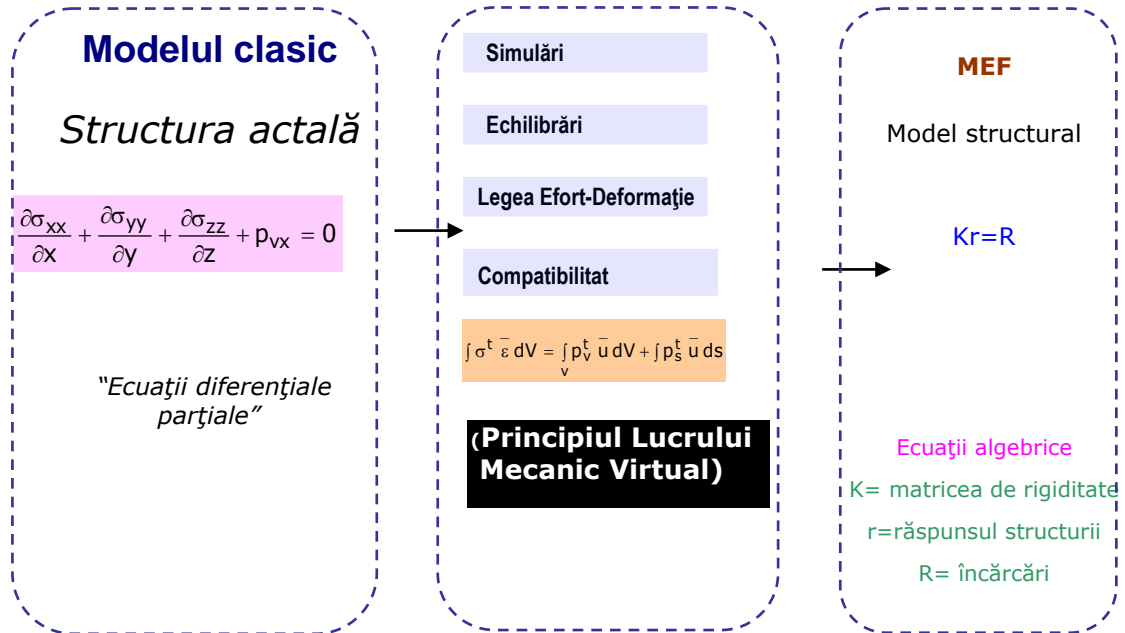 Modelul clasic
Structura actală
∂σxx/∂x + ∂σyy/∂y + ∂σzz/∂z + pvx = 0
“Ecuaţii diferenţiale
parţiale”
Simulări
Echilibrări
Legea Efort-Deformaţie
Compatibilitat
∫ σᵗ ε̄ dV = ∫v pvᵗ ū dV + ∫ psᵗ ū ds
(Principiul Lucrului
Mecanic Virtual)
MEF
Model structural
Kr=R
Ecuaţii algebrice
K= matricea de rigiditate
r=răspunsul structurii
R= încărcări